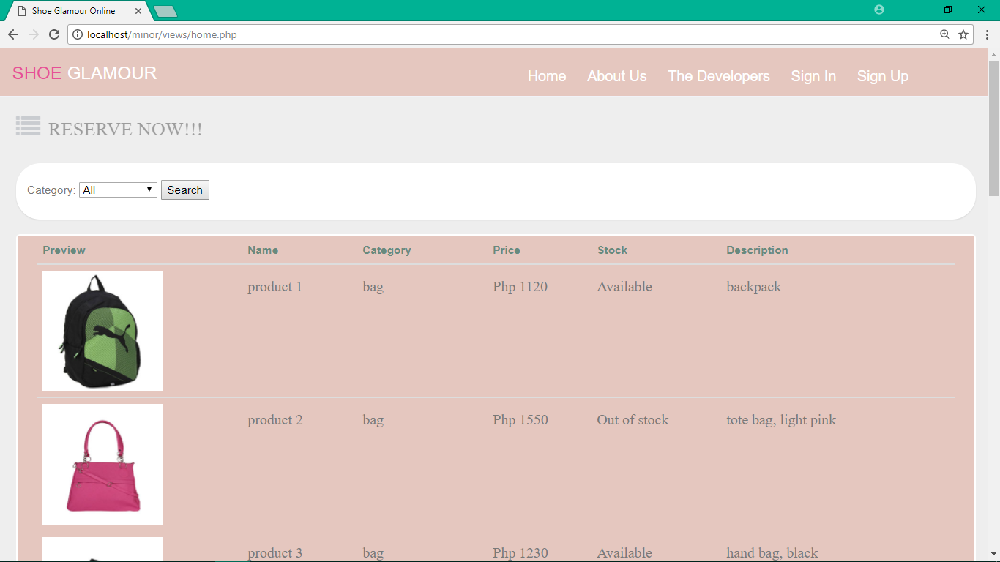 Shoe Glamour Online
localhost/minor/views/home.php
SHOE GLAMOUR
Home About Us The Developers Sign In Sign Up
RESERVE NOW!!!
Category: All Search
Preview Name Category Price Stock Description
product 1 bag Php 1120 Available backpack
product 2 bag Php 1550 Out of stock tote bag, light pink
product 3 bag Php 1230 Available hand bag, black